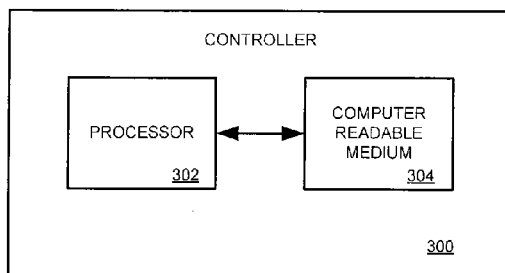 CONTROLLER
PROCESSOR
302
COMPUTER
READABLE
MEDIUM
304
300